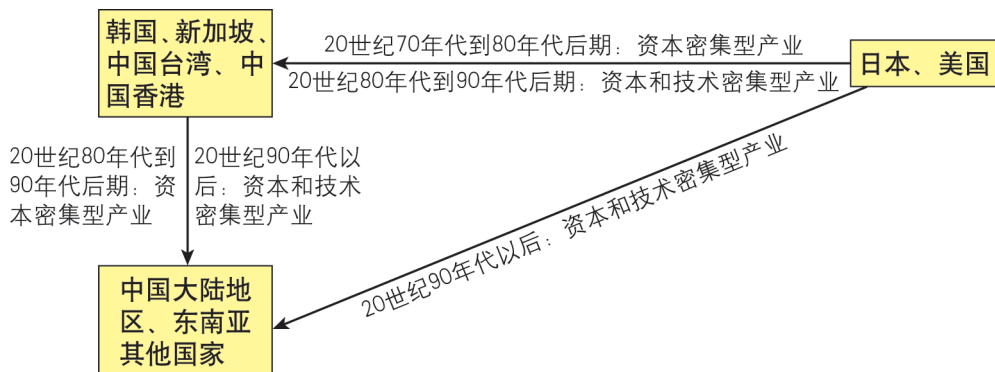 韩国、新加坡、
中国台湾、中
国香港
20世纪70年代到80年代后期：资本密集型产业
20世纪80年代到90年代后期：资本和技术密集型产业
日本、美国
20世纪80年代到
90年代后期：资
本密集型产业
20世纪90年代以
后：资本和技术
密集型产业
20世纪90年代以后：资本和技术密集型产业
中国大陆地
区、东南亚
其他国家